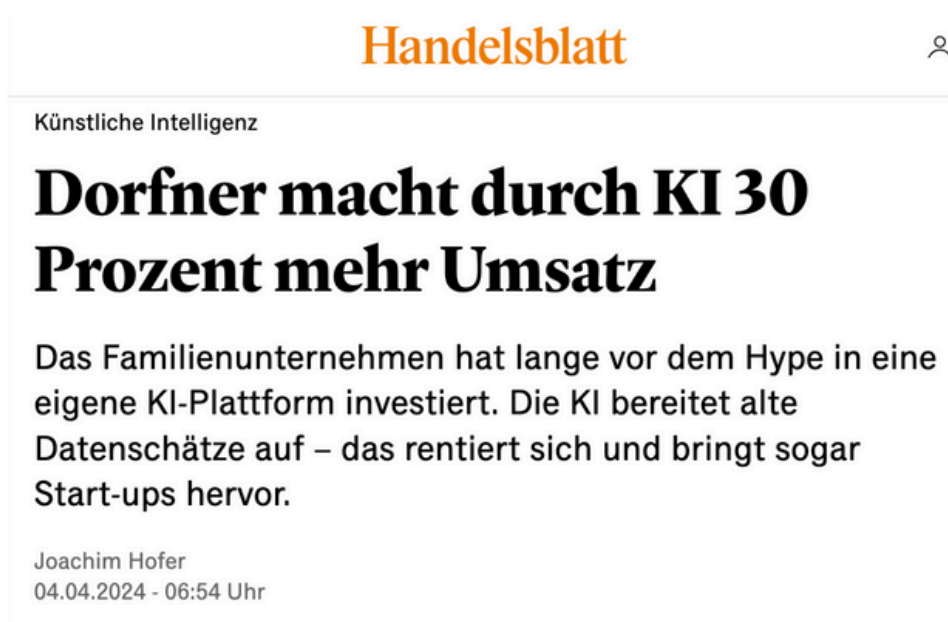 Handelsblatt
Künstliche Intelligenz
Dorfner macht durch KI 30
Prozent mehr Umsatz
Das Familienunternehmen hat lange vor dem Hype in eine
eigene KI-Plattform investiert. Die KI bereitet alte
Datenschätze auf – das rentiert sich und bringt sogar
Start-ups hervor.
Joachim Hofer
04.04.2024 - 06:54 Uhr